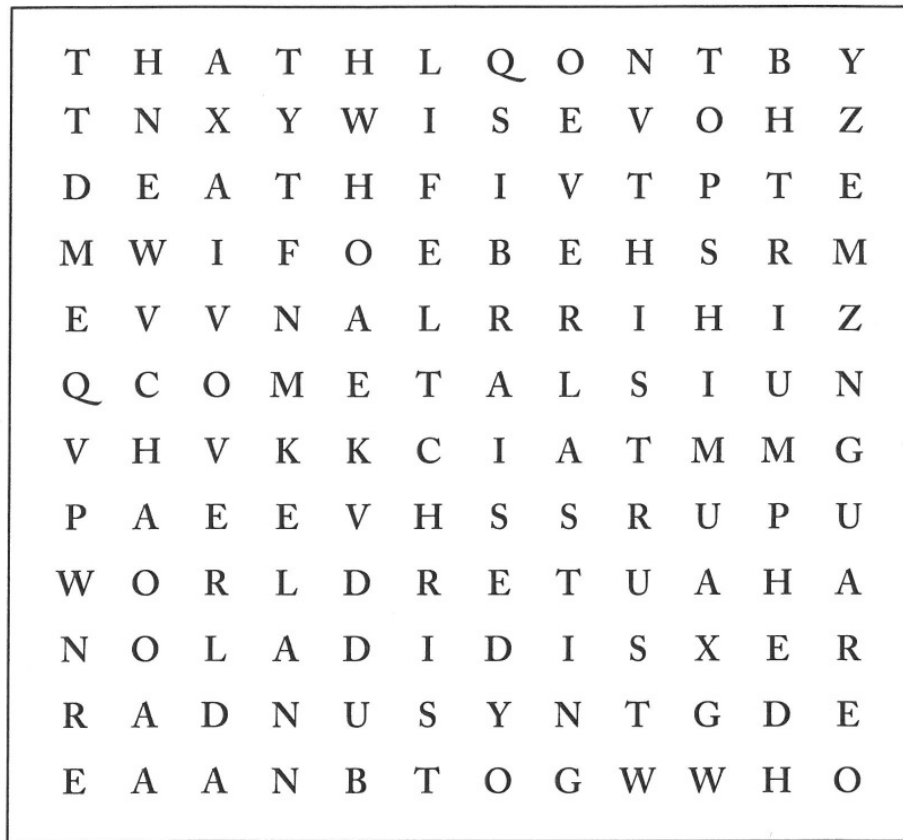 T H A T H L Q O N T B Y
T N X Y W I S E V O H Z
D E A T H F I V T P T E
M W I F O E B E H S R M
E V V N A L R R I H I Z
Q C O M E T A L S I U N
V H V K K C I A T M M G
P A E E V H S S R U P U
W O R L D R E T U A H A
N O L A D I D I S X E R
R A D N U S Y N T G D E
E A A N B T O G W W H O